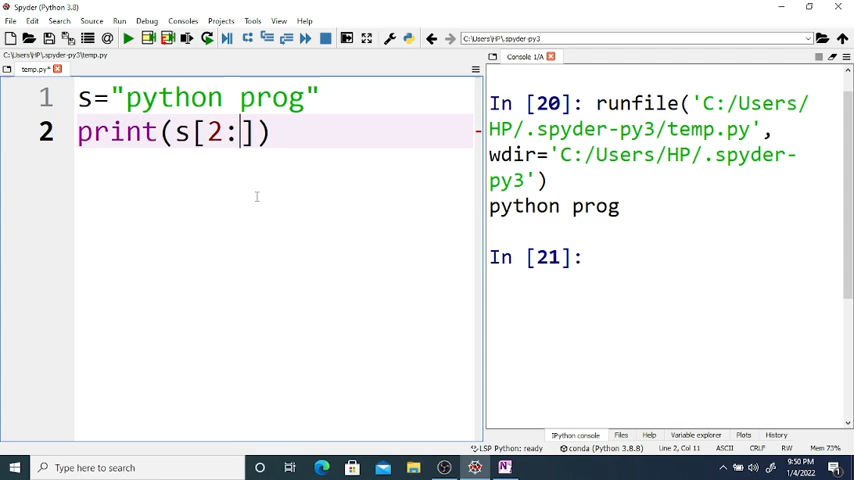 Spyder (Python 3.8)
File Edit Search Source Run Debug Consoles Projects Tools View Help
C:\Users\HP\.spyder-py3
C:\Users\HP\.spyder-py3\temp.py
temp.py*
Console 1/A
1 s="python prog"
2 print(s[2:])
In [20]: runfile('C:/Users/
HP/.spyder-py3/temp.py',
wdir='C:/Users/HP/.spyder-
py3')
python prog
In [21]:
IPython console Files Help Variable explorer Plots History
LSP Python: ready conda (Python 3.8.8) Line 2, Col 11 ASCII CRLF RW Mem 73%
Type here to search
9:50 PM
1/4/2022